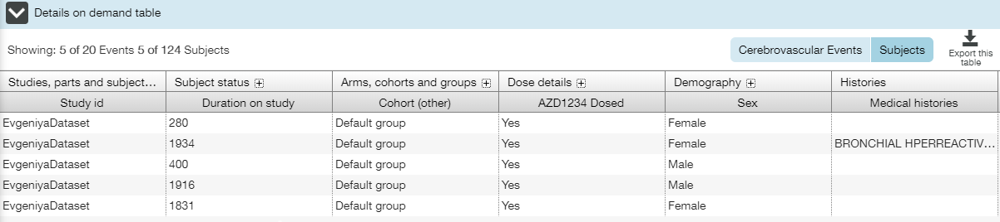 Details on demand table
Showing: 5 of 20 Events 5 of 124 Subjects
Cerebrovascular Events Subjects
Export this
table
Studies, parts and subject... Subject status Arms, cohorts and groups Dose details Demography Histories
Study id Duration on study Cohort (other) AZD1234 Dosed Sex Medical histories
EvgeniyaDataset 280 Default group Yes Female
EvgeniyaDataset 1934 Default group Yes Female BRONCHIAL HPERREACTIV...
EvgeniyaDataset 400 Default group Yes Male
EvgeniyaDataset 1916 Default group Yes Male
EvgeniyaDataset 1831 Default group Yes Female